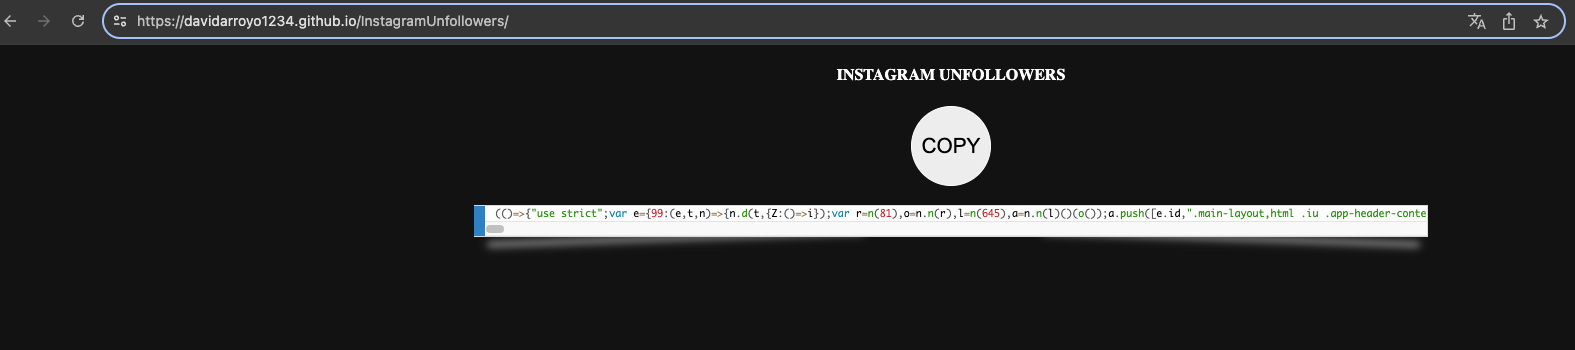 https://davidarroyo1234.github.io/InstagramUnfollowers/
INSTAGRAM UNFOLLOWERS
COPY
(()=>{"use strict";var e={99:(e,t,n)=>{n.d(t,{Z:()=>i});var r=n(81),o=n.n(r),l=n(645),a=n.n(l)()(o());a.push([e.id,".main-layout,html .iu .app-header-conte